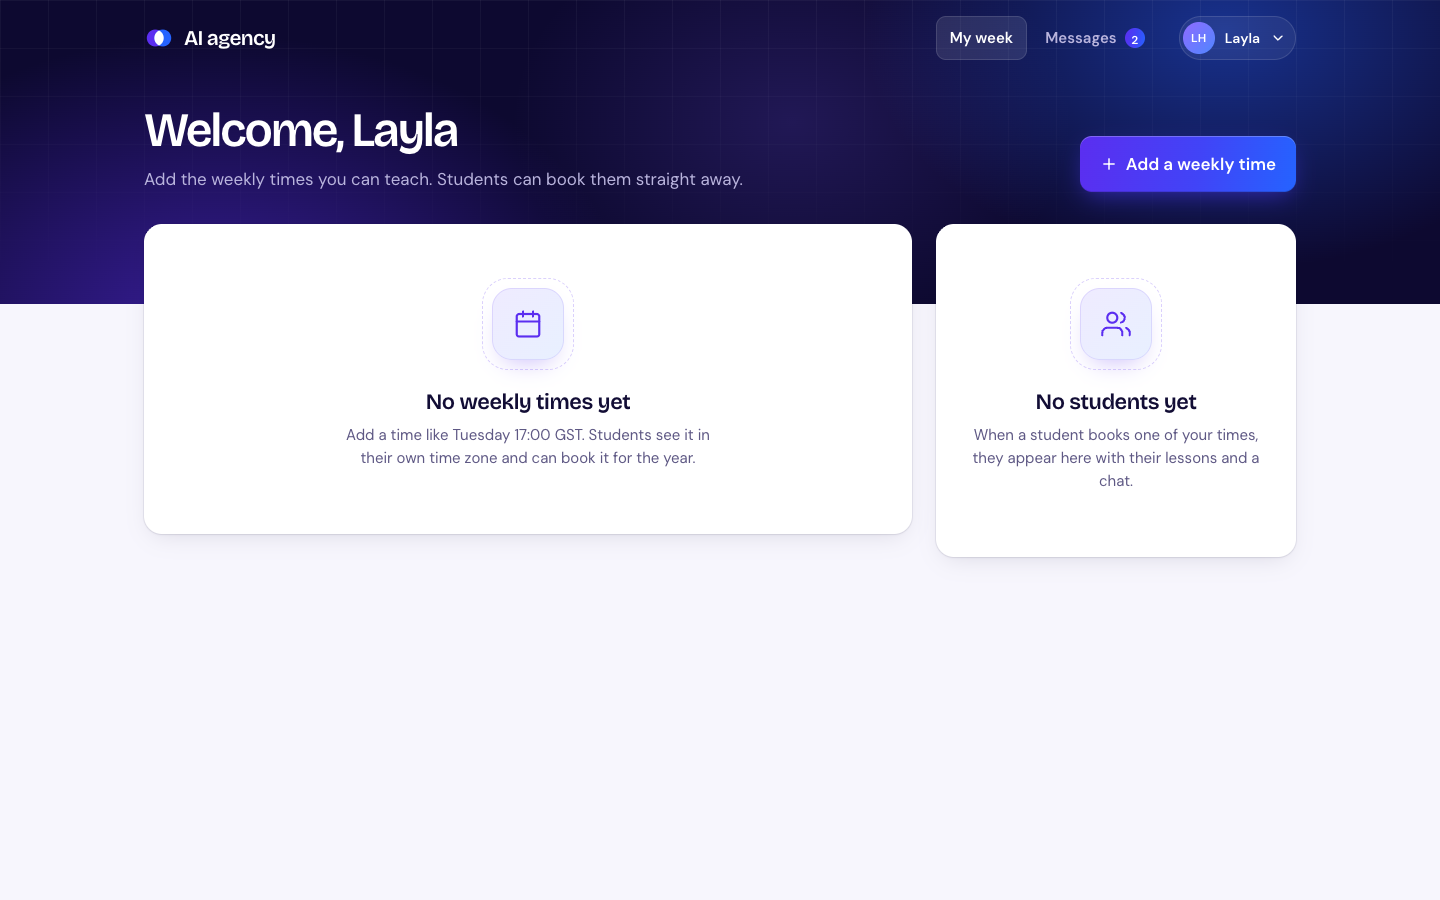 AI agency
My week
Messages 2
LH Layla
Welcome, Layla
Add the weekly times you can teach. Students can book them straight away.
+ Add a weekly time
No weekly times yet
Add a time like Tuesday 17:00 GST. Students see it in
their own time zone and can book it for the year.
No students yet
When a student books one of your times,
they appear here with their lessons and a
chat.